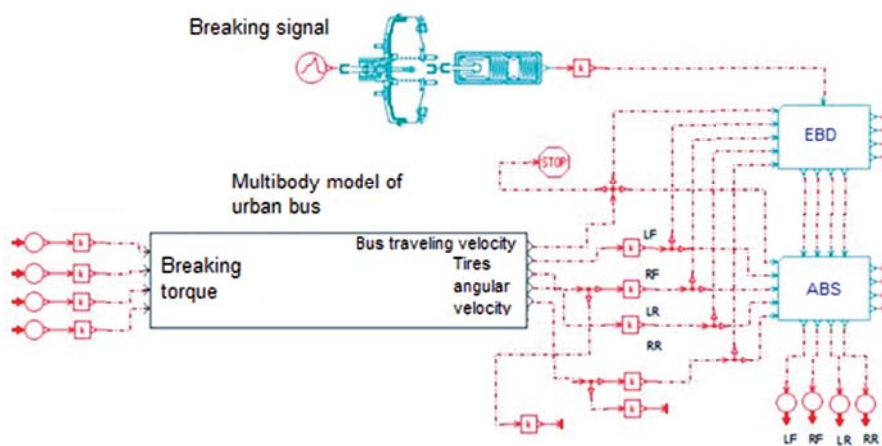 Breaking signal
k
EBD
STOP
Multibody model of
urban bus
Bus traveling velocity
Tires
angular
velocity
Breaking
torque
k
k
k
k
k
LF
k
RF
k
LR
RR
k
k
k
ABS
LF RF LR RR